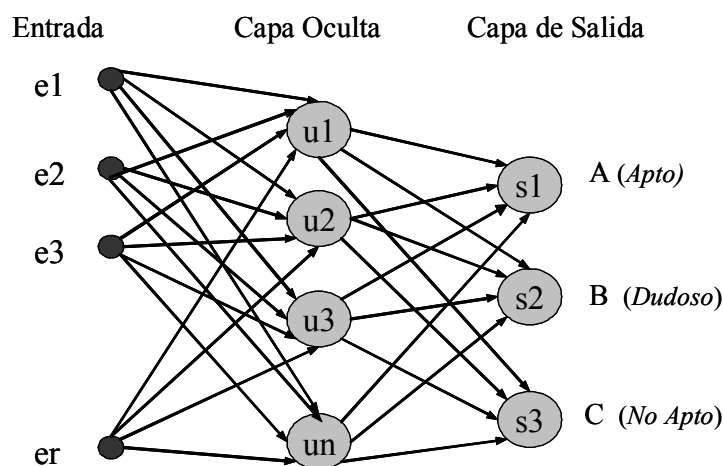 Entrada
Capa Oculta
Capa de Salida
e1
e2
e3
er
u1
u2
u3
un
s1
s2
s3
A (Apto)
B (Dudoso)
C (No Apto)